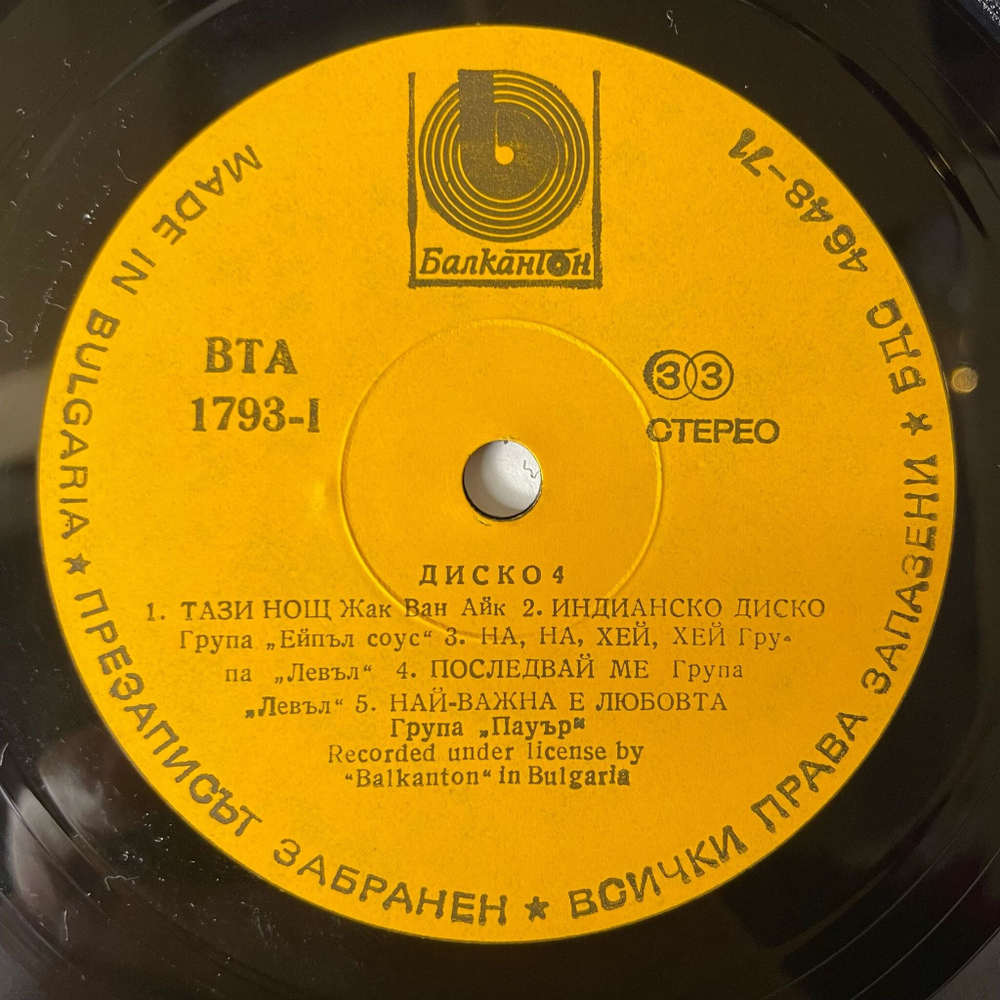 Балкантон
ВТА
1793-I
33
СТЕРЕО
ДИСКО 4
1. ТАЗИ НОЩ Жак Ван Айк 2. ИНДИАНСКО ДИСКО
Група „Ейпъл соус“ 3. НА, НА, ХЕЙ, ХЕЙ Гру-
па „Левъл“ 4. ПОСЛЕДВАЙ МЕ Група
„Левъл“ 5. НАЙ-ВАЖНА Е ЛЮБОВТА
Група „Пауър“
Recorded under license by
“Balkanton“ in Bulgaria
MADE IN BULGARIA ★ ПРЕЗАПИСЪТ ЗАБРАНЕН ★ ВСИЧКИ ПРАВА ЗАПАЗЕНИ ★ БДС 4648-71